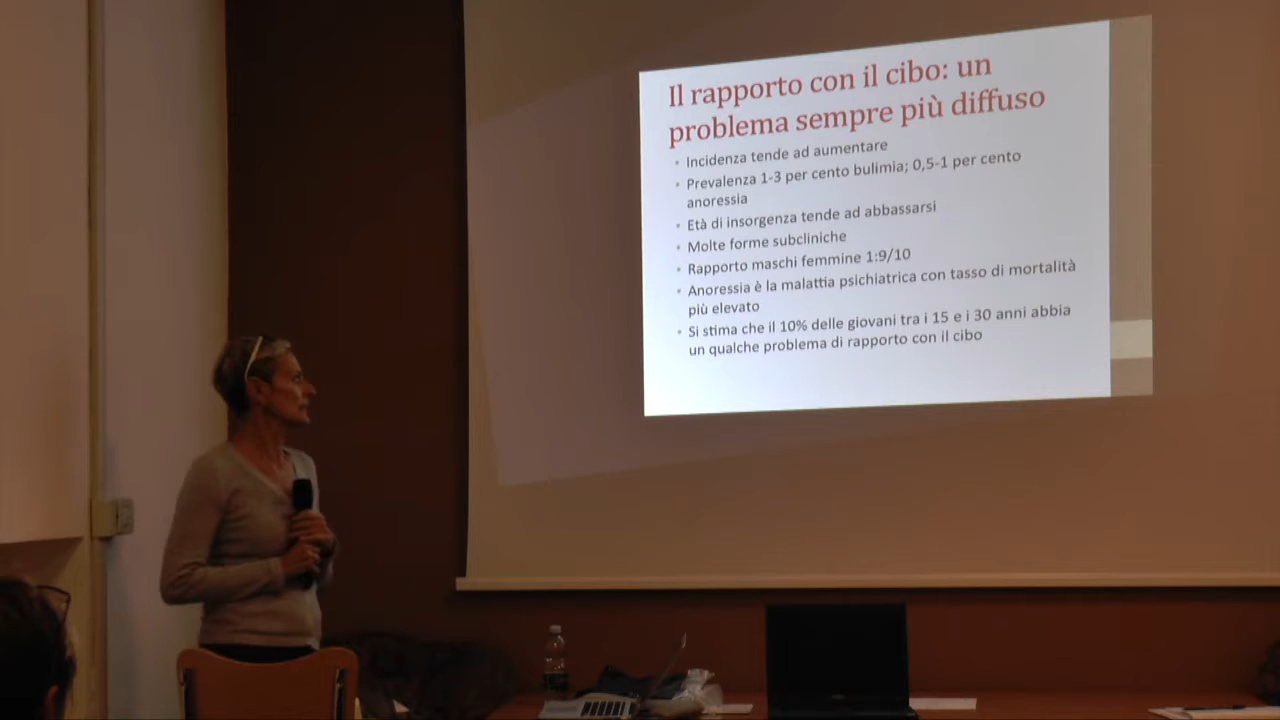 Il rapporto con il cibo: un
problema sempre più diffuso
• Incidenza tende ad aumentare
• Prevalenza 1-3 per cento bulimia; 0,5-1 per cento
anoressia
• Età di insorgenza tende ad abbassarsi
• Molte forme subcliniche
• Rapporto maschi femmine 1:9/10
• Anoressia è la malattia psichiatrica con tasso di mortalità
più elevato
• Si stima che il 10% delle giovani tra i 15 e i 30 anni abbia
un qualche problema di rapporto con il cibo